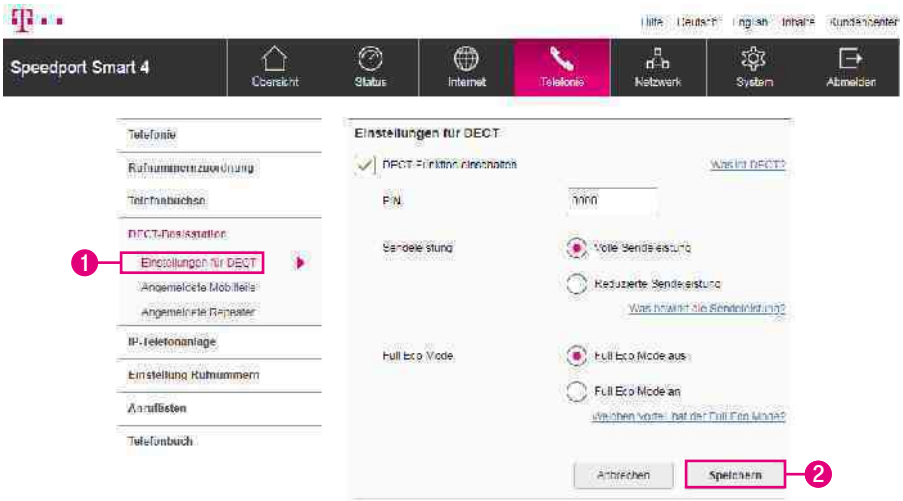 Hilfe Deutsch English Inhalte Kundencenter
Speedport Smart 4
Übersicht
Status
Internet
Telefonie
Netzwerk
System
Abmelden
Telefonie
Rufnummernzuordnung
Telefonbuchse
DECT-Basisstation
1
Einstellungen für DECT
Angemeldete Mobilteile
Angemeldete Repeater
IP-Telefonanlage
Einstellung Rufnummern
Anruflisten
Telefonbuch
Einstellungen für DECT
DECT-Funktion einschalten
Was ist DECT?
PIN
0000
Sendeleistung
Volle Sendeleistung
Reduzierte Sendeleistung
Was bewirkt die Sendeleistung?
Full Eco Mode
Full Eco Mode aus
Full Eco Mode an
Welchen Vorteil hat der Full Eco Mode?
Abbrechen
Speichern
2